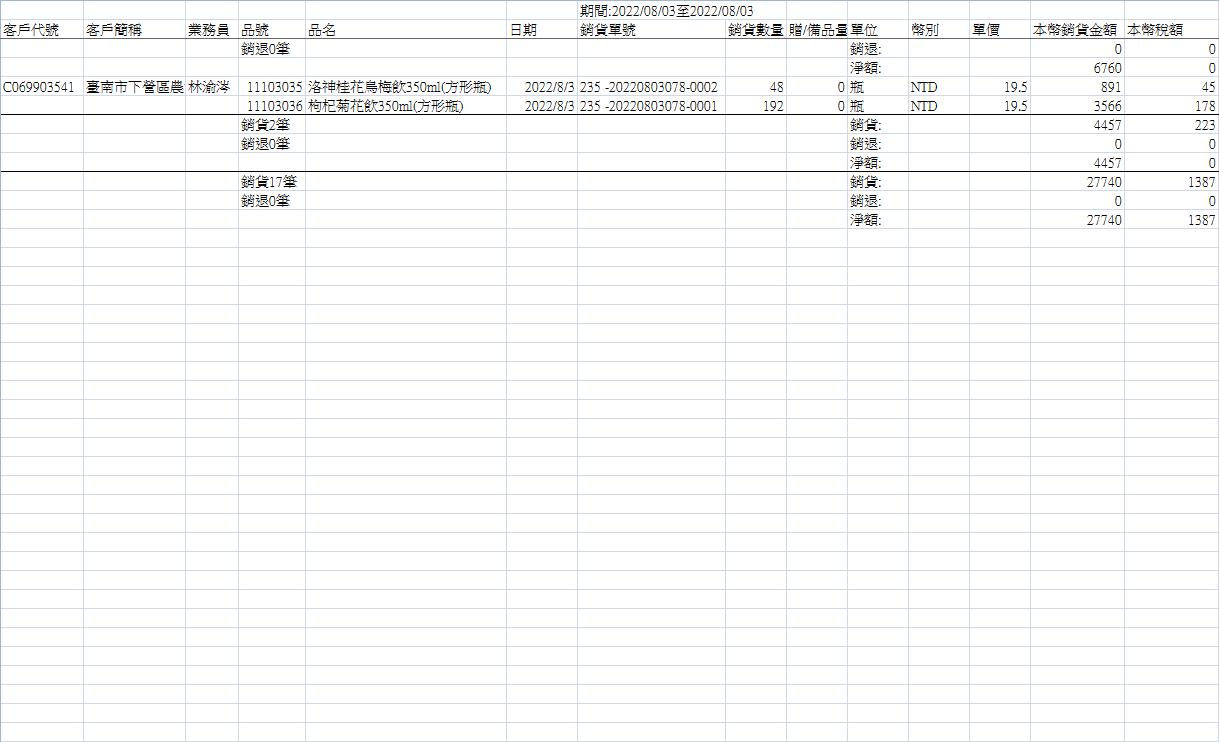 期間:2022/08/03至2022/08/03
客戶代號 客戶簡稱 業務員 品號 品名 日期 銷貨單號 銷貨數量 贈/備品量 單位 幣別 單價 本幣銷貨金額 本幣稅額
銷退0筆 銷退: 0 0
淨額: 6760 0
C069903541 臺南市下營區農 林渝涔 11103035 洛神桂花烏梅飲350ml(方形瓶) 2022/8/3 235 -20220803078-0002 48 0 瓶 NTD 19.5 891 45
11103036 枸杞菊花飲350ml(方形瓶) 2022/8/3 235 -20220803078-0001 192 0 瓶 NTD 19.5 3566 178
銷貨2筆 銷貨: 4457 223
銷退0筆 銷退: 0 0
淨額: 4457 0
銷貨17筆 銷貨: 27740 1387
銷退0筆 銷退: 0 0
淨額: 27740 1387